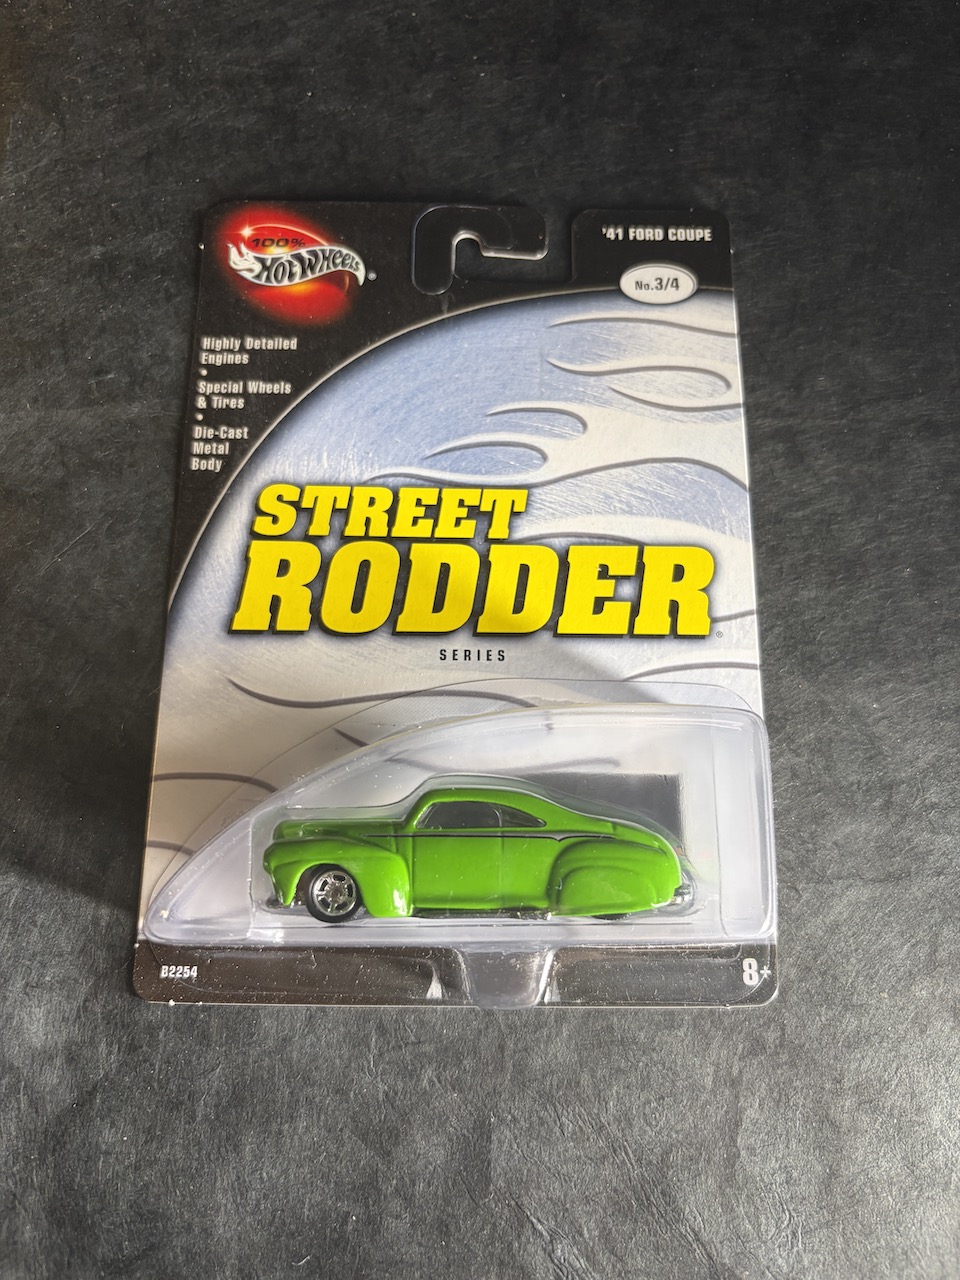 100%
Hot Wheels®
'41 FORD COUPE
No.3/4
Highly Detailed
Engines
•
Special Wheels
& Tires
•
Die-Cast
Metal
Body
STREET
RODDER®
SERIES
B2254
8+